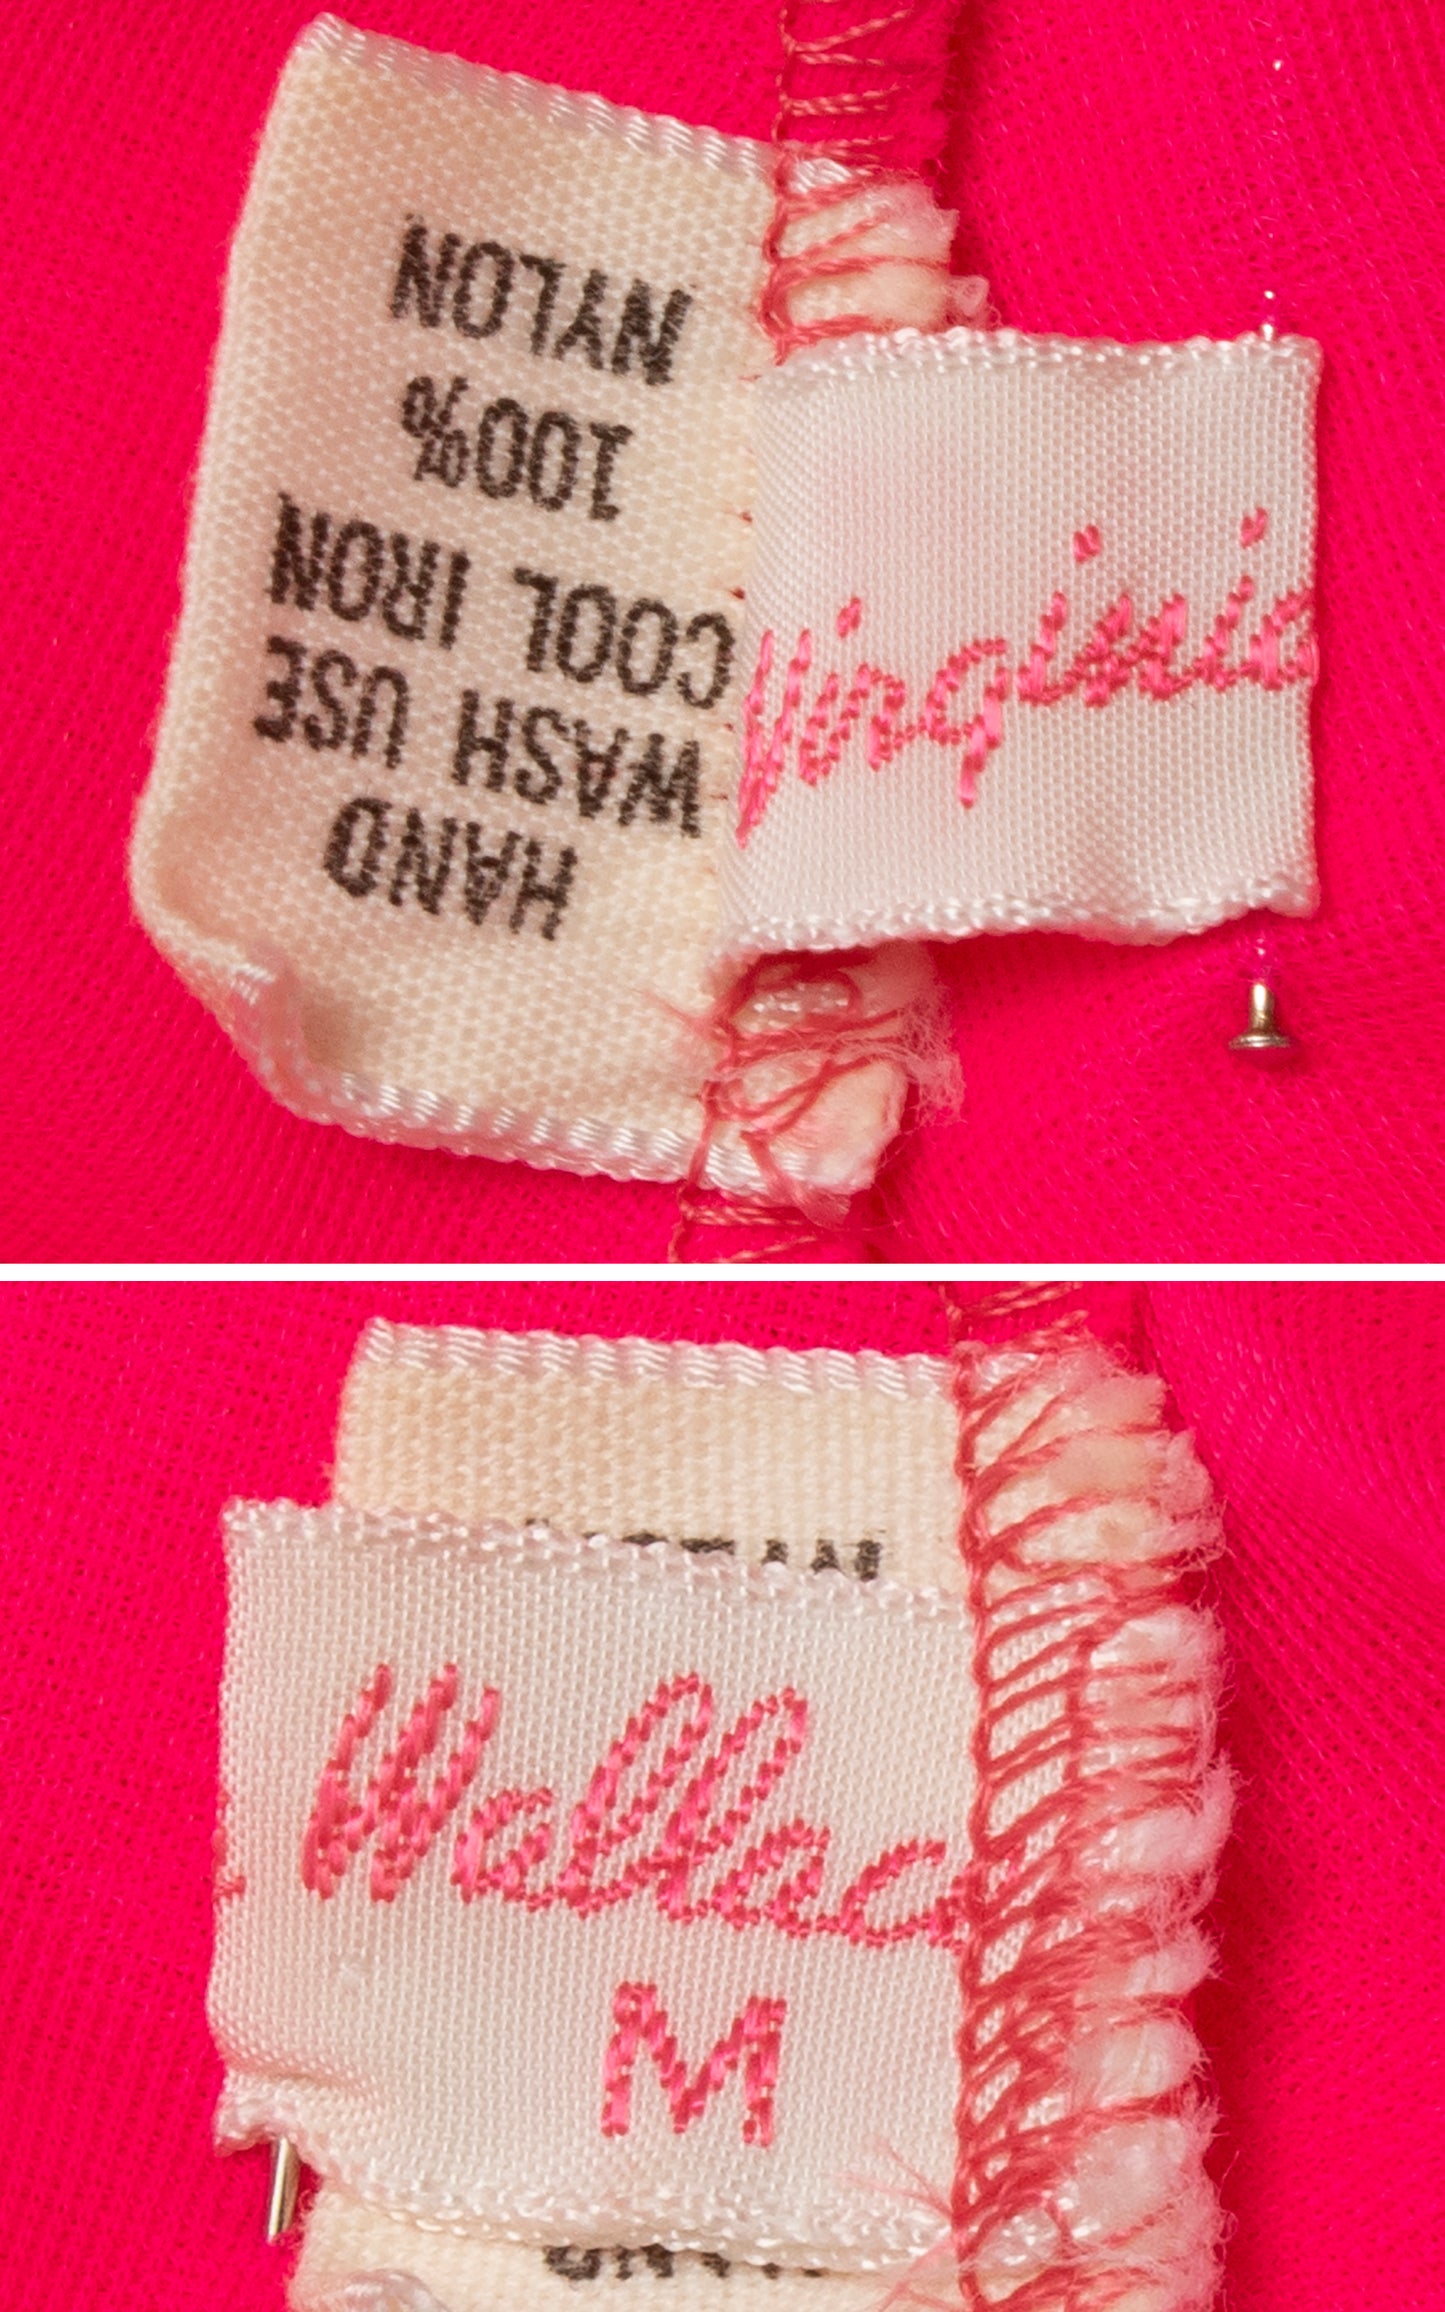 HAND
WASH USE
COOL IRON
100%
NYLON
Virginia
Wallace
M